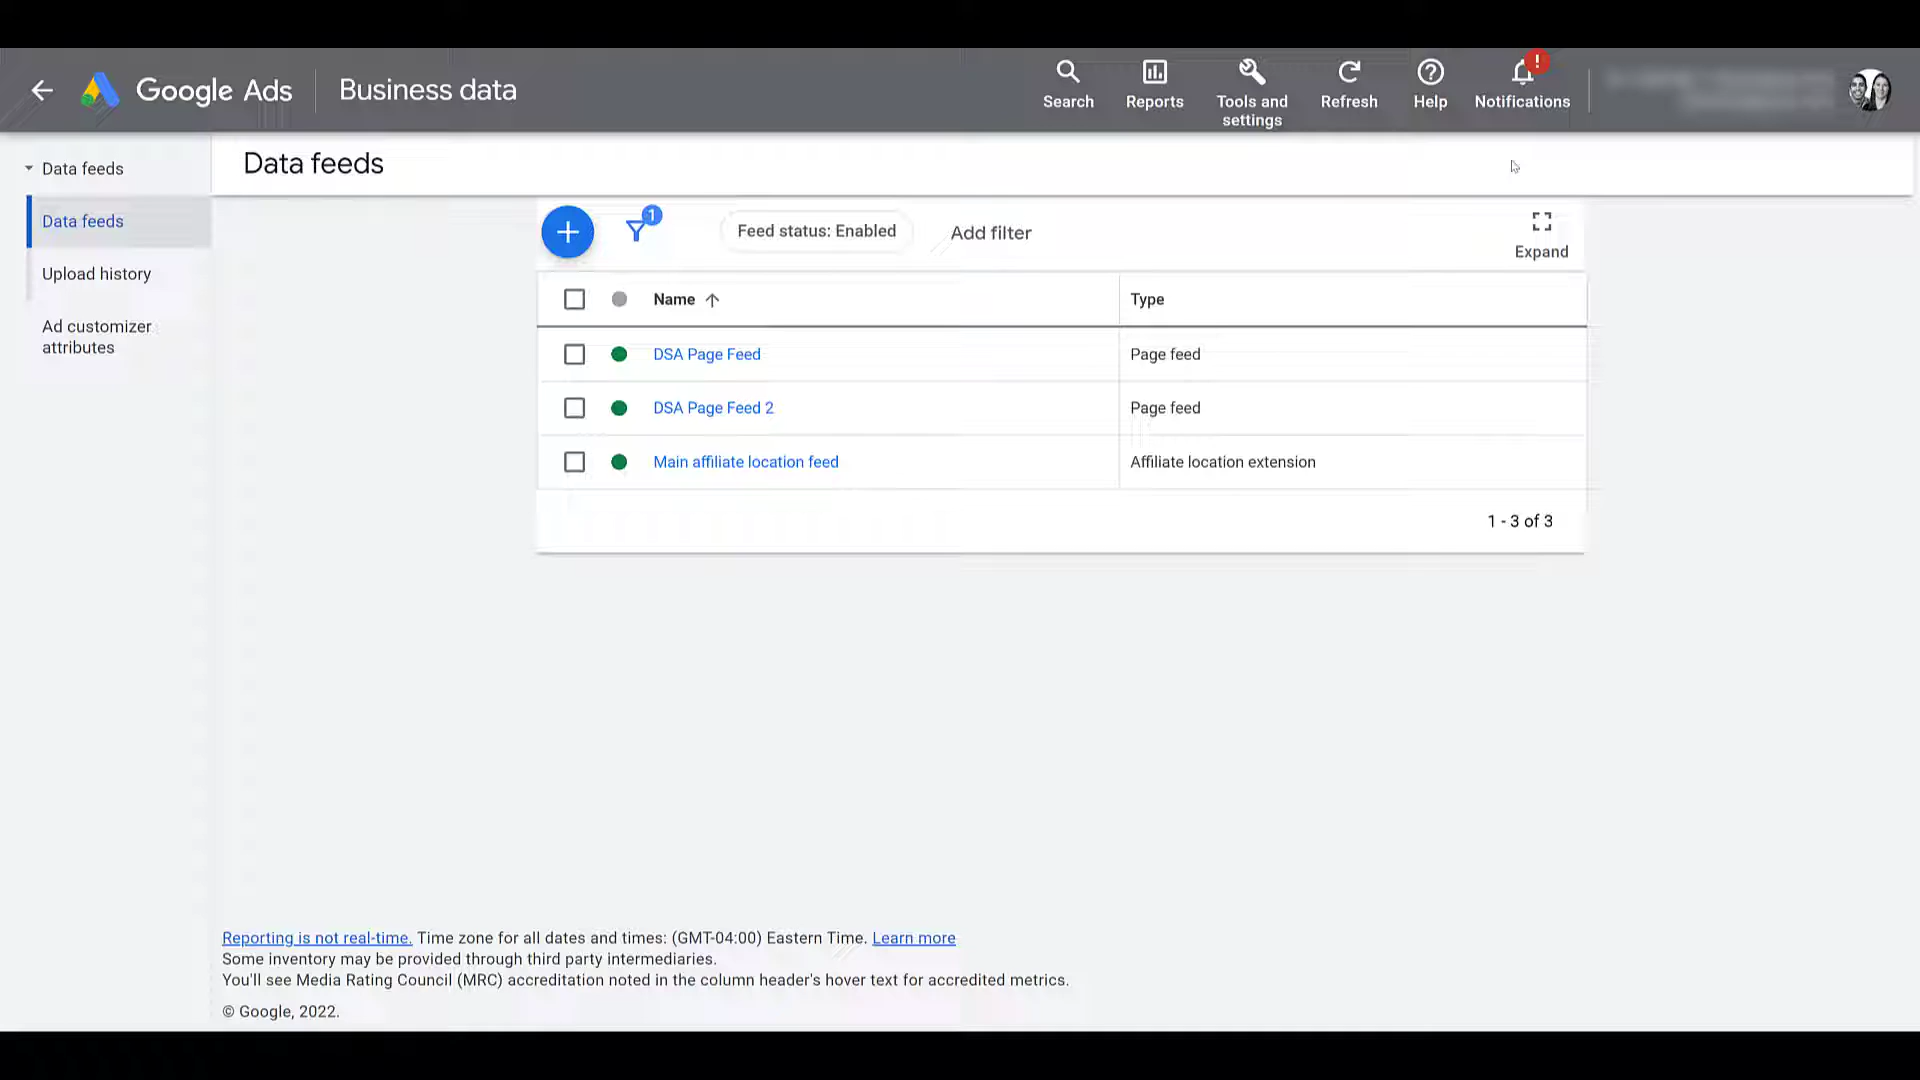 Google Ads
Business data
Search
Reports
Tools and
settings
Refresh
Help
!
Notifications
Data feeds
Data feeds
Upload history
Ad customizer
attributes
Data feeds
1
Feed status: Enabled
Add filter
Expand
Name
Type
DSA Page Feed
Page feed
DSA Page Feed 2
Page feed
Main affiliate location feed
Affiliate location extension
1 - 3 of 3
Reporting is not real-time. Time zone for all dates and times: (GMT-04:00) Eastern Time. Learn more
Some inventory may be provided through third party intermediaries.
You'll see Media Rating Council (MRC) accreditation noted in the column header's hover text for accredited metrics.
© Google, 2022.